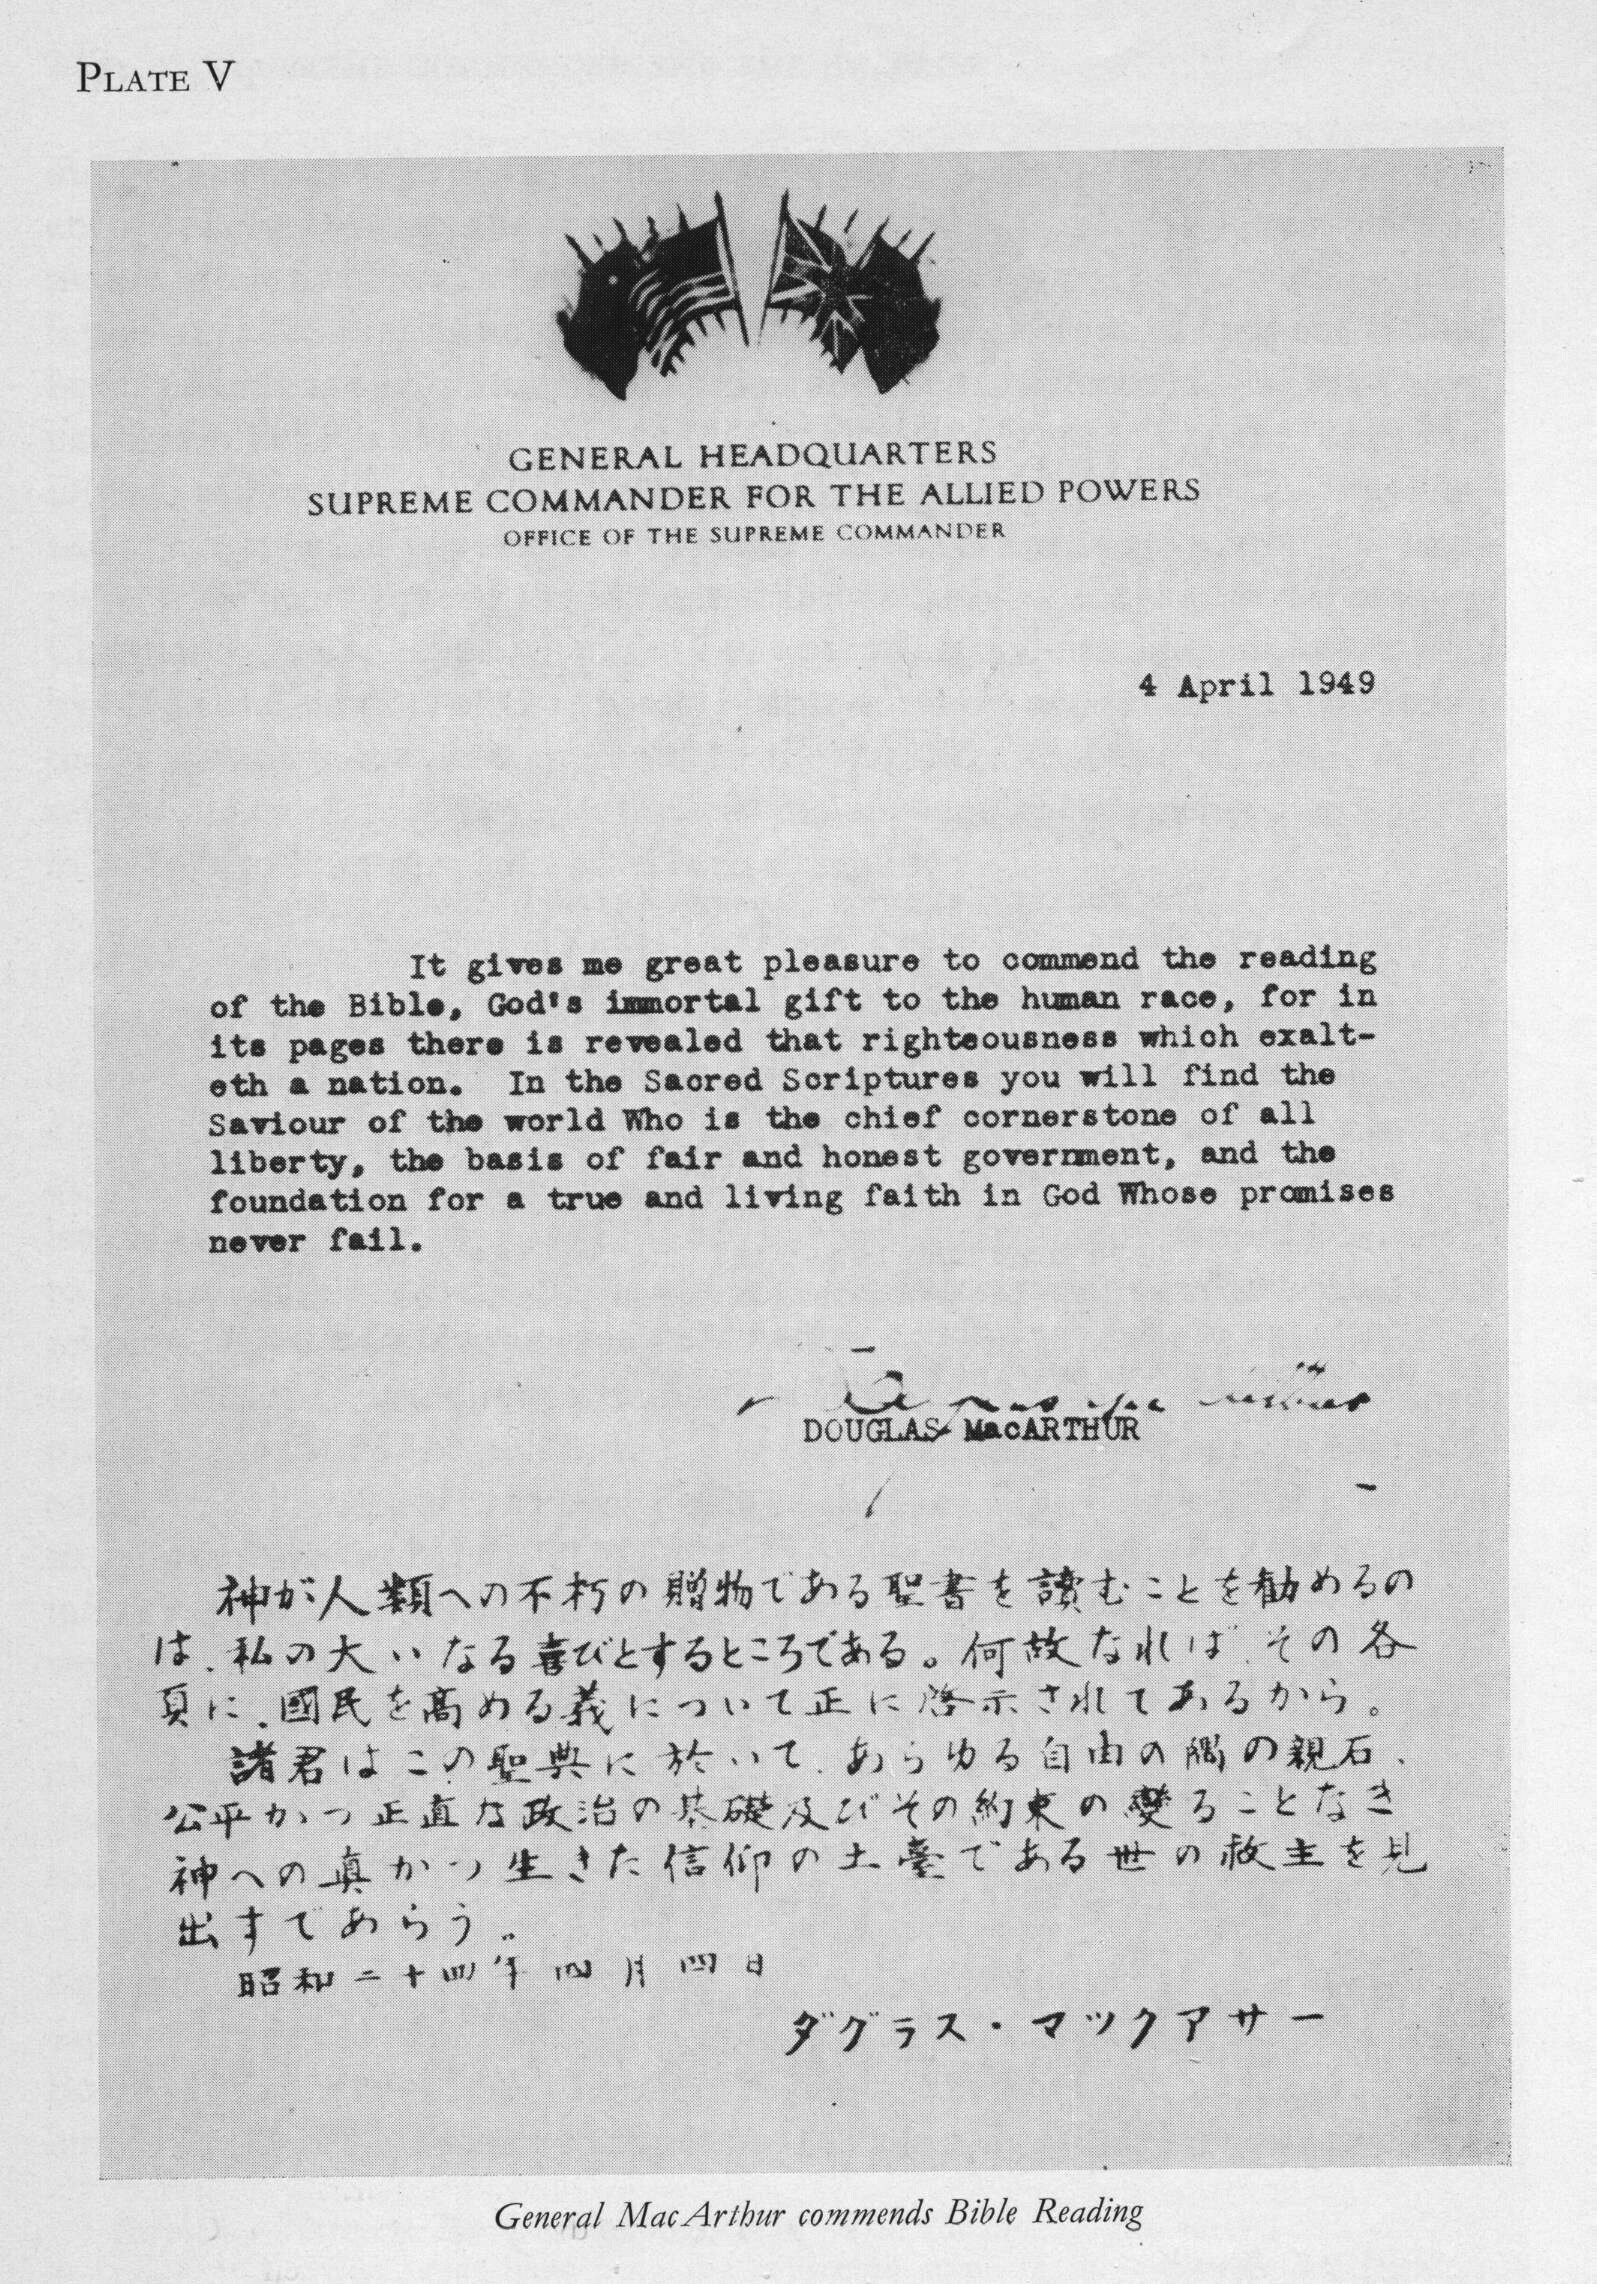 PLATE V
GENERAL HEADQUARTERS
SUPREME COMMANDER FOR THE ALLIED POWERS
OFFICE OF THE SUPREME COMMANDER
4 April 1949
It gives me great pleasure to commend the reading
of the Bible, God's immortal gift to the human race, for in
its pages there is revealed that righteousness which exalt-
eth a nation. In the Sacred Scriptures you will find the
Saviour of the world Who is the chief cornerstone of all
liberty, the basis of fair and honest government, and the
foundation for a true and living faith in God Whose promises
never fail.
DOUGLAS MacARTHUR
神が人類への不朽の贈物である聖書を讀むことを勧めるの
は、私の大いなる喜びとするところである。何故なれば、その各
頁に、國民を高める義について正に啓示されてあるから。
諸君はこの聖典に於いて、あらゆる自由の隅の親石、
公平かつ正直な政治の基礎及びその約束の變ることなき
神への眞かつ生きた信仰の土臺である世の救主を見
出すであらう。
昭和二十四年四月四日
ダグラス・マツクアサー
General MacArthur commends Bible Reading